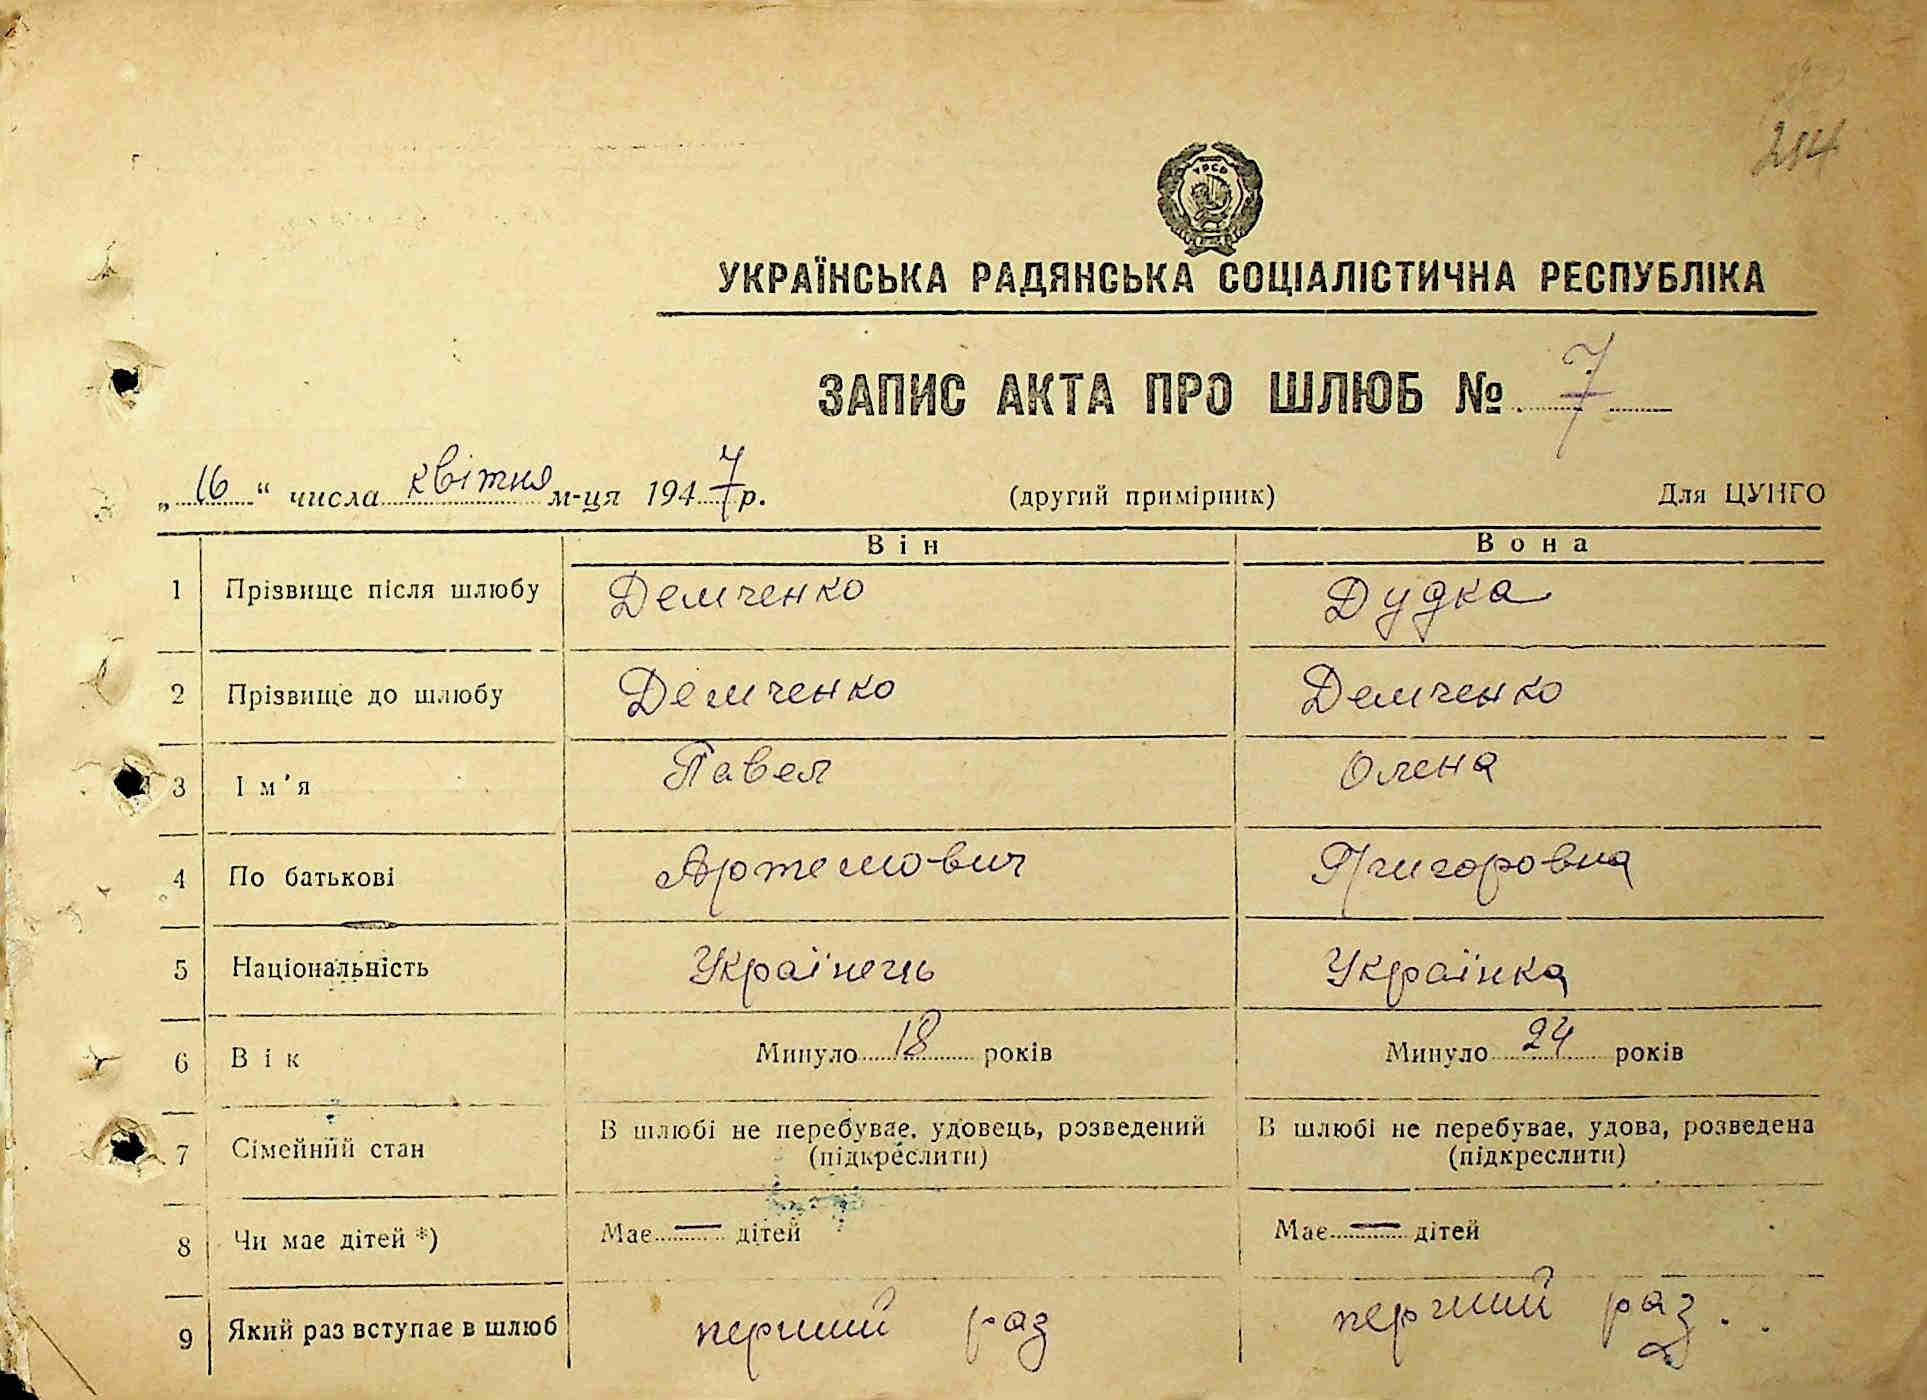 214
УРСР
УКРАЇНСЬКА РАДЯНСЬКА СОЦІАЛІСТИЧНА РЕСПУБЛІКА
ЗАПИС АКТА ПРО ШЛЮБ № 7
„ 16 “ числа квітня м-ця 1947 р. (другий примірник) Для ЦУНГО
Він Вона
1 Прізвище після шлюбу Демченко Дудка
2 Прізвище до шлюбу Демченко Демченко
3 Ім'я Павел Олена
4 По батькові Артемович Григоровна
5 Національність Украінець Украінка
6 Вік Минуло 18 років Минуло 24 років
7 Сімейний стан В шлюбі не перебуває, удовець, розведений В шлюбі не перебуває, удова, розведена
(підкреслити) (підкреслити)
8 Чи має дітей *) Має — дітей Має — дітей
9 Який раз вступає в шлюб перший раз перший раз